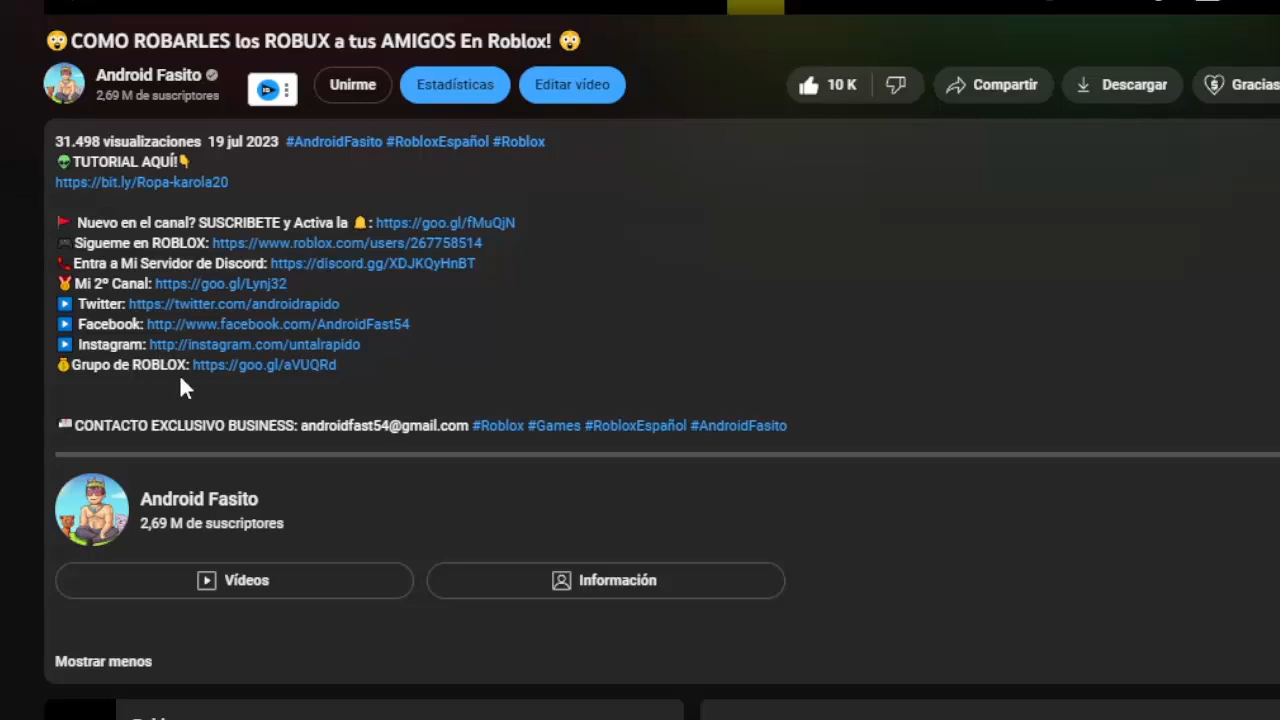 😲COMO ROBARLES los ROBUX a tus AMIGOS En Roblox! 😲
Android Fasito
2,69 M de suscriptores
Unirme
Estadísticas
Editar vídeo
10 K
Compartir
Descargar
Gracias
31.498 visualizaciones 19 jul 2023 #AndroidFasito #RobloxEspañol #Roblox
👽TUTORIAL AQUÍ!👇
https://bit.ly/Ropa-karola20
🚩 Nuevo en el canal? SUSCRIBETE y Activa la 🔔: https://goo.gl/fMuQjN
🎮Sigueme en ROBLOX: https://www.roblox.com/users/267758514
📞Entra a Mi Servidor de Discord: https://discord.gg/XDJKQyHnBT
🏅Mi 2º Canal: https://goo.gl/Lynj32
▶️ Twitter: https://twitter.com/androidrapido
▶️ Facebook: http://www.facebook.com/AndroidFast54
▶️ Instagram: http://instagram.com/untalrapido
💰Grupo de ROBLOX: https://goo.gl/aVUQRd
CONTACTO EXCLUSIVO BUSINESS: androidfast54@gmail.com #Roblox #Games #RobloxEspañol #AndroidFasito
Android Fasito
2,69 M de suscriptores
Vídeos
Información
Mostrar menos